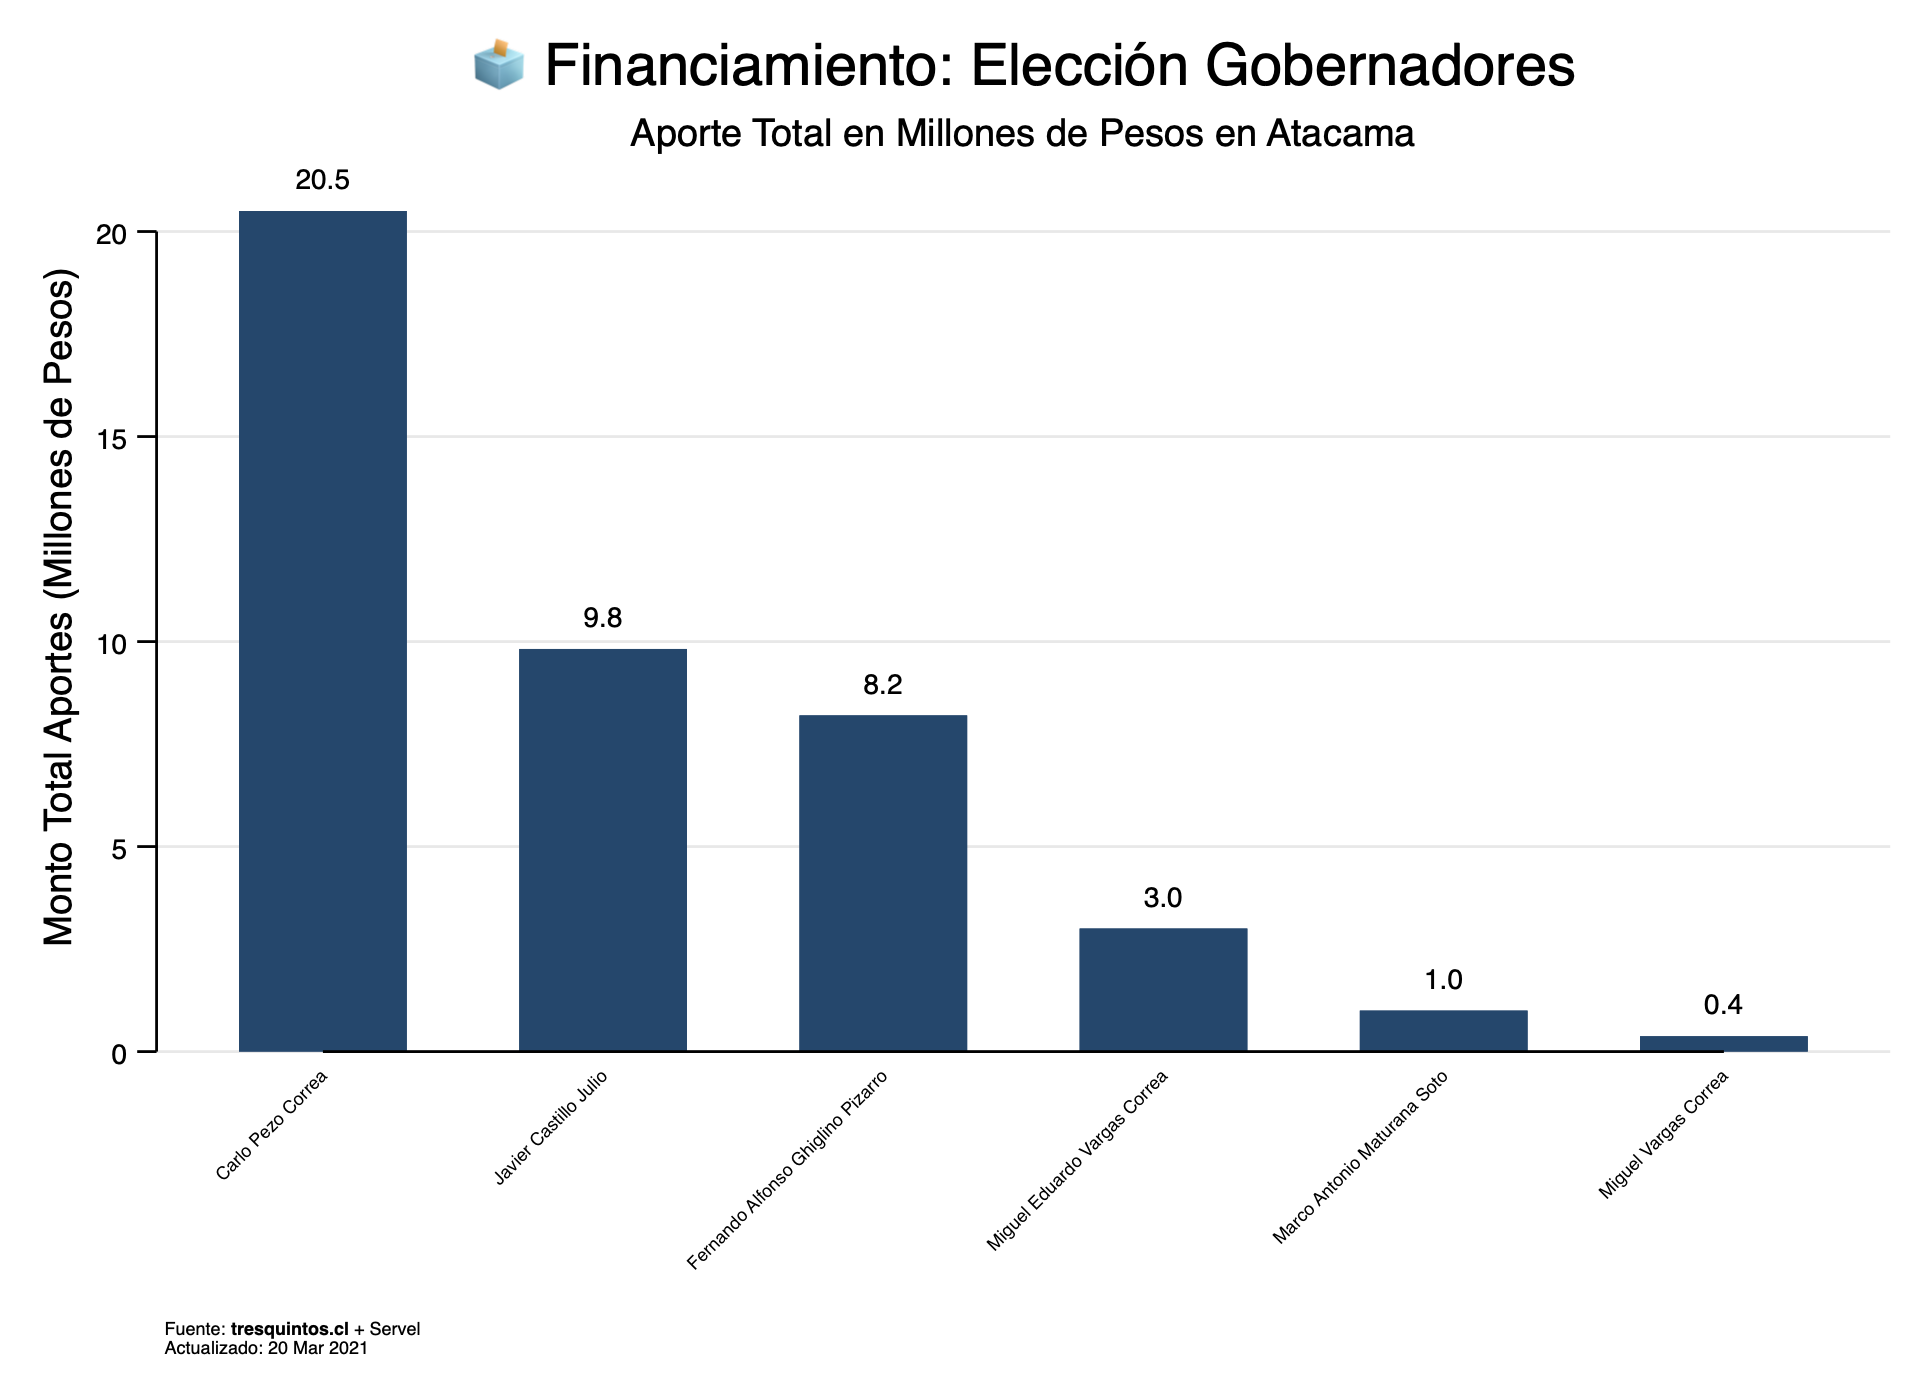 Financiamiento: Elección Gobernadores
Aporte Total en Millones de Pesos en Atacama
Monto Total Aportes (Millones de Pesos)
20
15
10
5
0
20.5
9.8
8.2
3.0
1.0
0.4
Carlo Pezo Correa
Javier Castillo Julio
Fernando Alfonso Ghiglino Pizarro
Miguel Eduardo Vargas Correa
Marco Antonio Maturana Soto
Miguel Vargas Correa
Fuente: tresquintos.cl + Servel
Actualizado: 20 Mar 2021